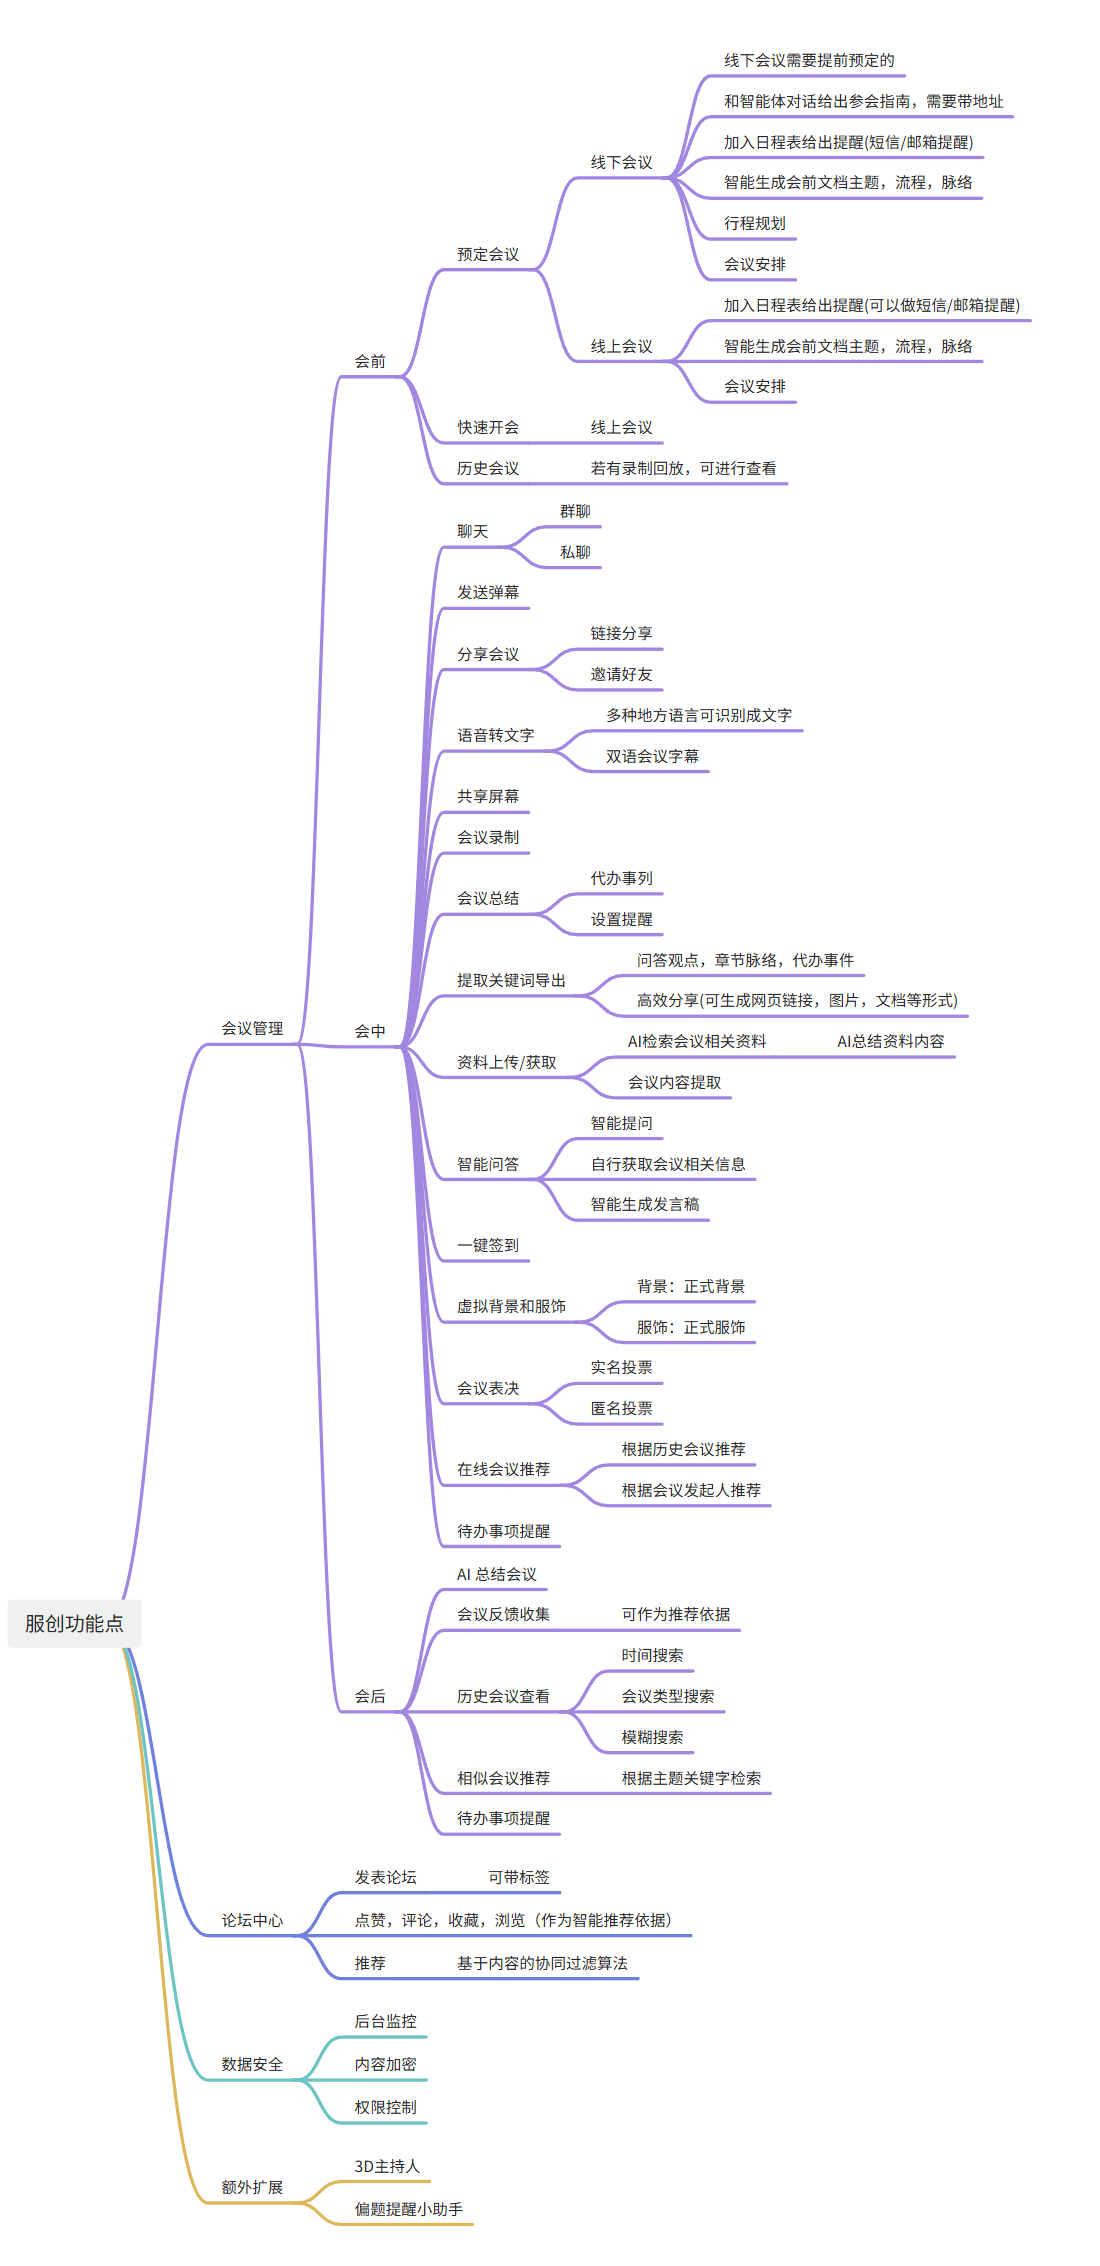 线下会议需要提前预定的
和智能体对话给出参会指南，需要带地址
加入日程表给出提醒(短信/邮箱提醒)
线下会议
智能生成会前文档主题，流程，脉络
行程规划
预定会议
会议安排
加入日程表给出提醒(可以做短信/邮箱提醒)
线上会议
智能生成会前文档主题，流程，脉络
会前
会议安排
快速开会
线上会议
历史会议
若有录制回放，可进行查看
群聊
聊天
私聊
发送弹幕
链接分享
分享会议
邀请好友
多种地方语言可识别成文字
语音转文字
双语会议字幕
共享屏幕
会议录制
代办事列
会议总结
设置提醒
问答观点，章节脉络，代办事件
提取关键词导出
高效分享(可生成网页链接，图片，文档等形式)
会议管理
会中
AI检索会议相关资料
AI总结资料内容
资料上传/获取
会议内容提取
智能提问
智能问答
自行获取会议相关信息
智能生成发言稿
一键签到
背景：正式背景
虚拟背景和服饰
服饰：正式服饰
实名投票
会议表决
匿名投票
根据历史会议推荐
在线会议推荐
根据会议发起人推荐
待办事项提醒
AI 总结会议
会议反馈收集
可作为推荐依据
服创功能点
时间搜索
会后
历史会议查看
会议类型搜索
模糊搜索
相似会议推荐
根据主题关键字检索
待办事项提醒
发表论坛
可带标签
论坛中心
点赞，评论，收藏，浏览（作为智能推荐依据）
推荐
基于内容的协同过滤算法
后台监控
数据安全
内容加密
权限控制
3D主持人
额外扩展
偏题提醒小助手